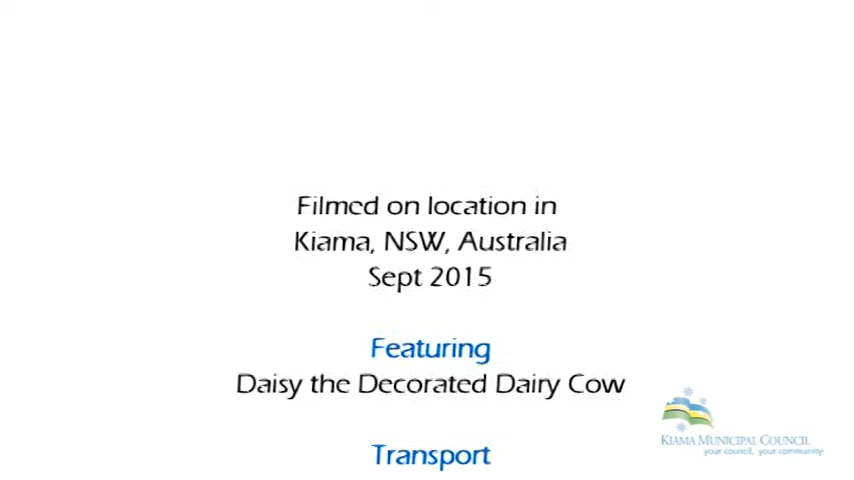 Filmed on location in
Kiama, NSW, Australia
Sept 2015
Featuring
Daisy the Decorated Dairy Cow
Transport
KIAMA MUNICIPAL COUNCIL
your council, your community